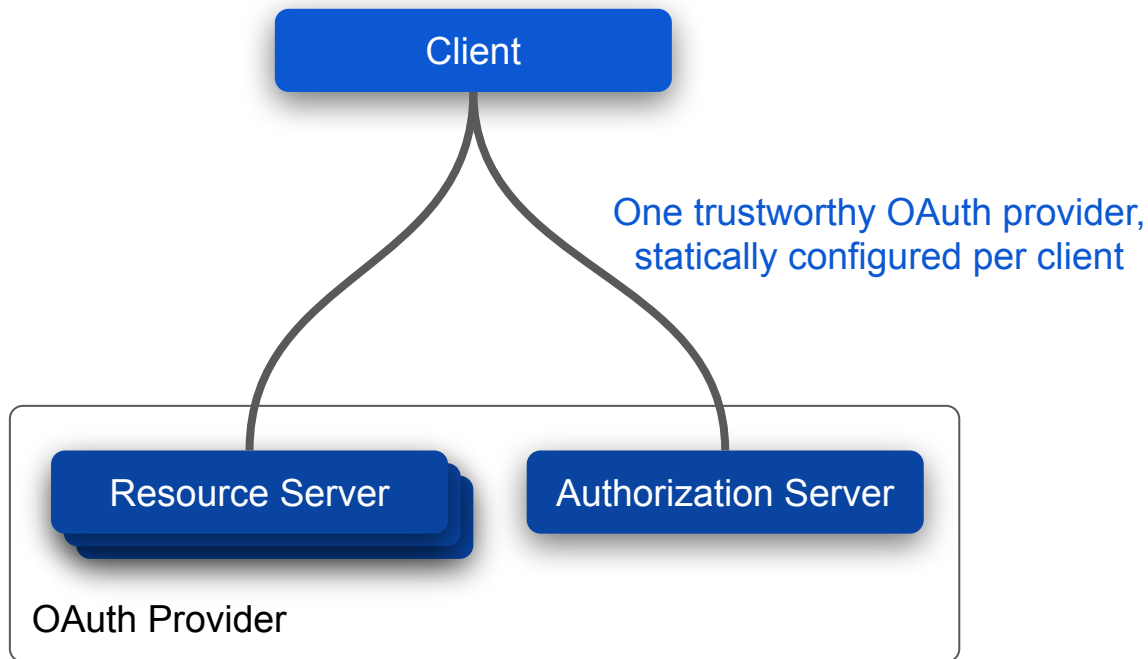 Client
One trustworthy OAuth provider,
statically configured per client
Resource Server
Authorization Server
OAuth Provider